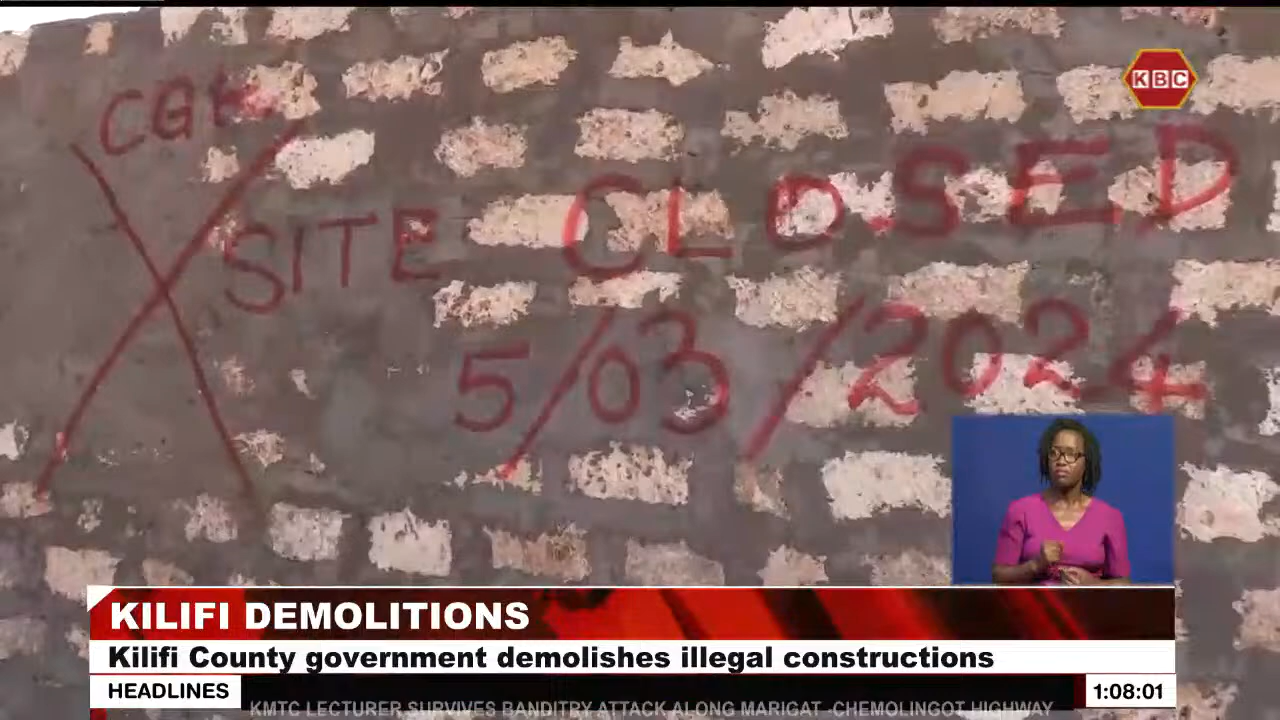 KBC
CGK
X SITE CLOSED
5/03/2024
KILIFI DEMOLITIONS
Kilifi County government demolishes illegal constructions
HEADLINES
1:08:01
KMTC LECTURER SURVIVES BANDITRY ATTACK ALONG MARIGAT -CHEMOLINGOT HIGHWAY